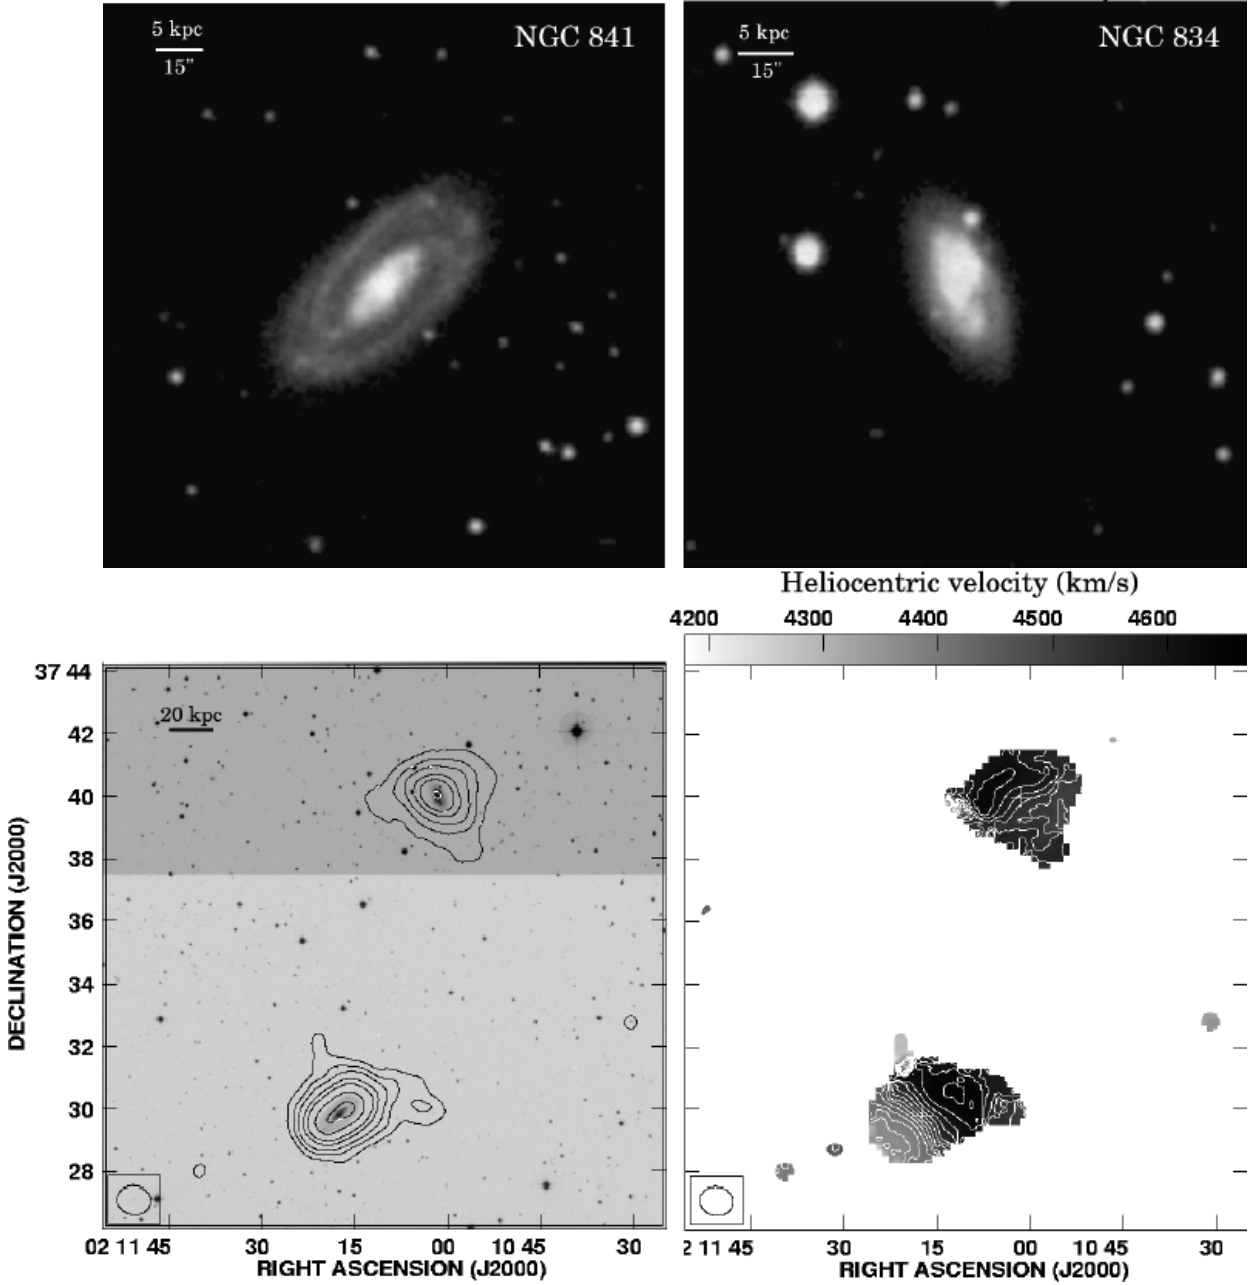 5 kpc
15"
NGC 841
5 kpc
15"
NGC 834
Heliocentric velocity (km/s)
4200 4300 4400 4500 4600
37 44
42
40
38
36
34
32
30
28
20 kpc
DECLINATION (J2000)
02 11 45 30 15 00 10 45 30
RIGHT ASCENSION (J2000)
2 11 45 30 15 00 10 45 30
RIGHT ASCENSION (J2000)